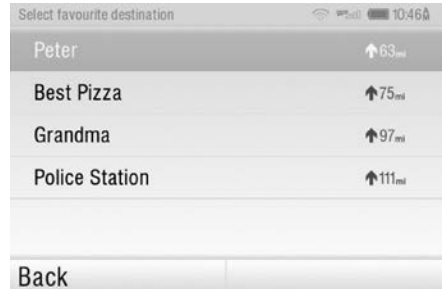 Select favourite destination 10:46
Peter 63mi
Best Pizza 75mi
Grandma 97mi
Police Station 111mi
Back